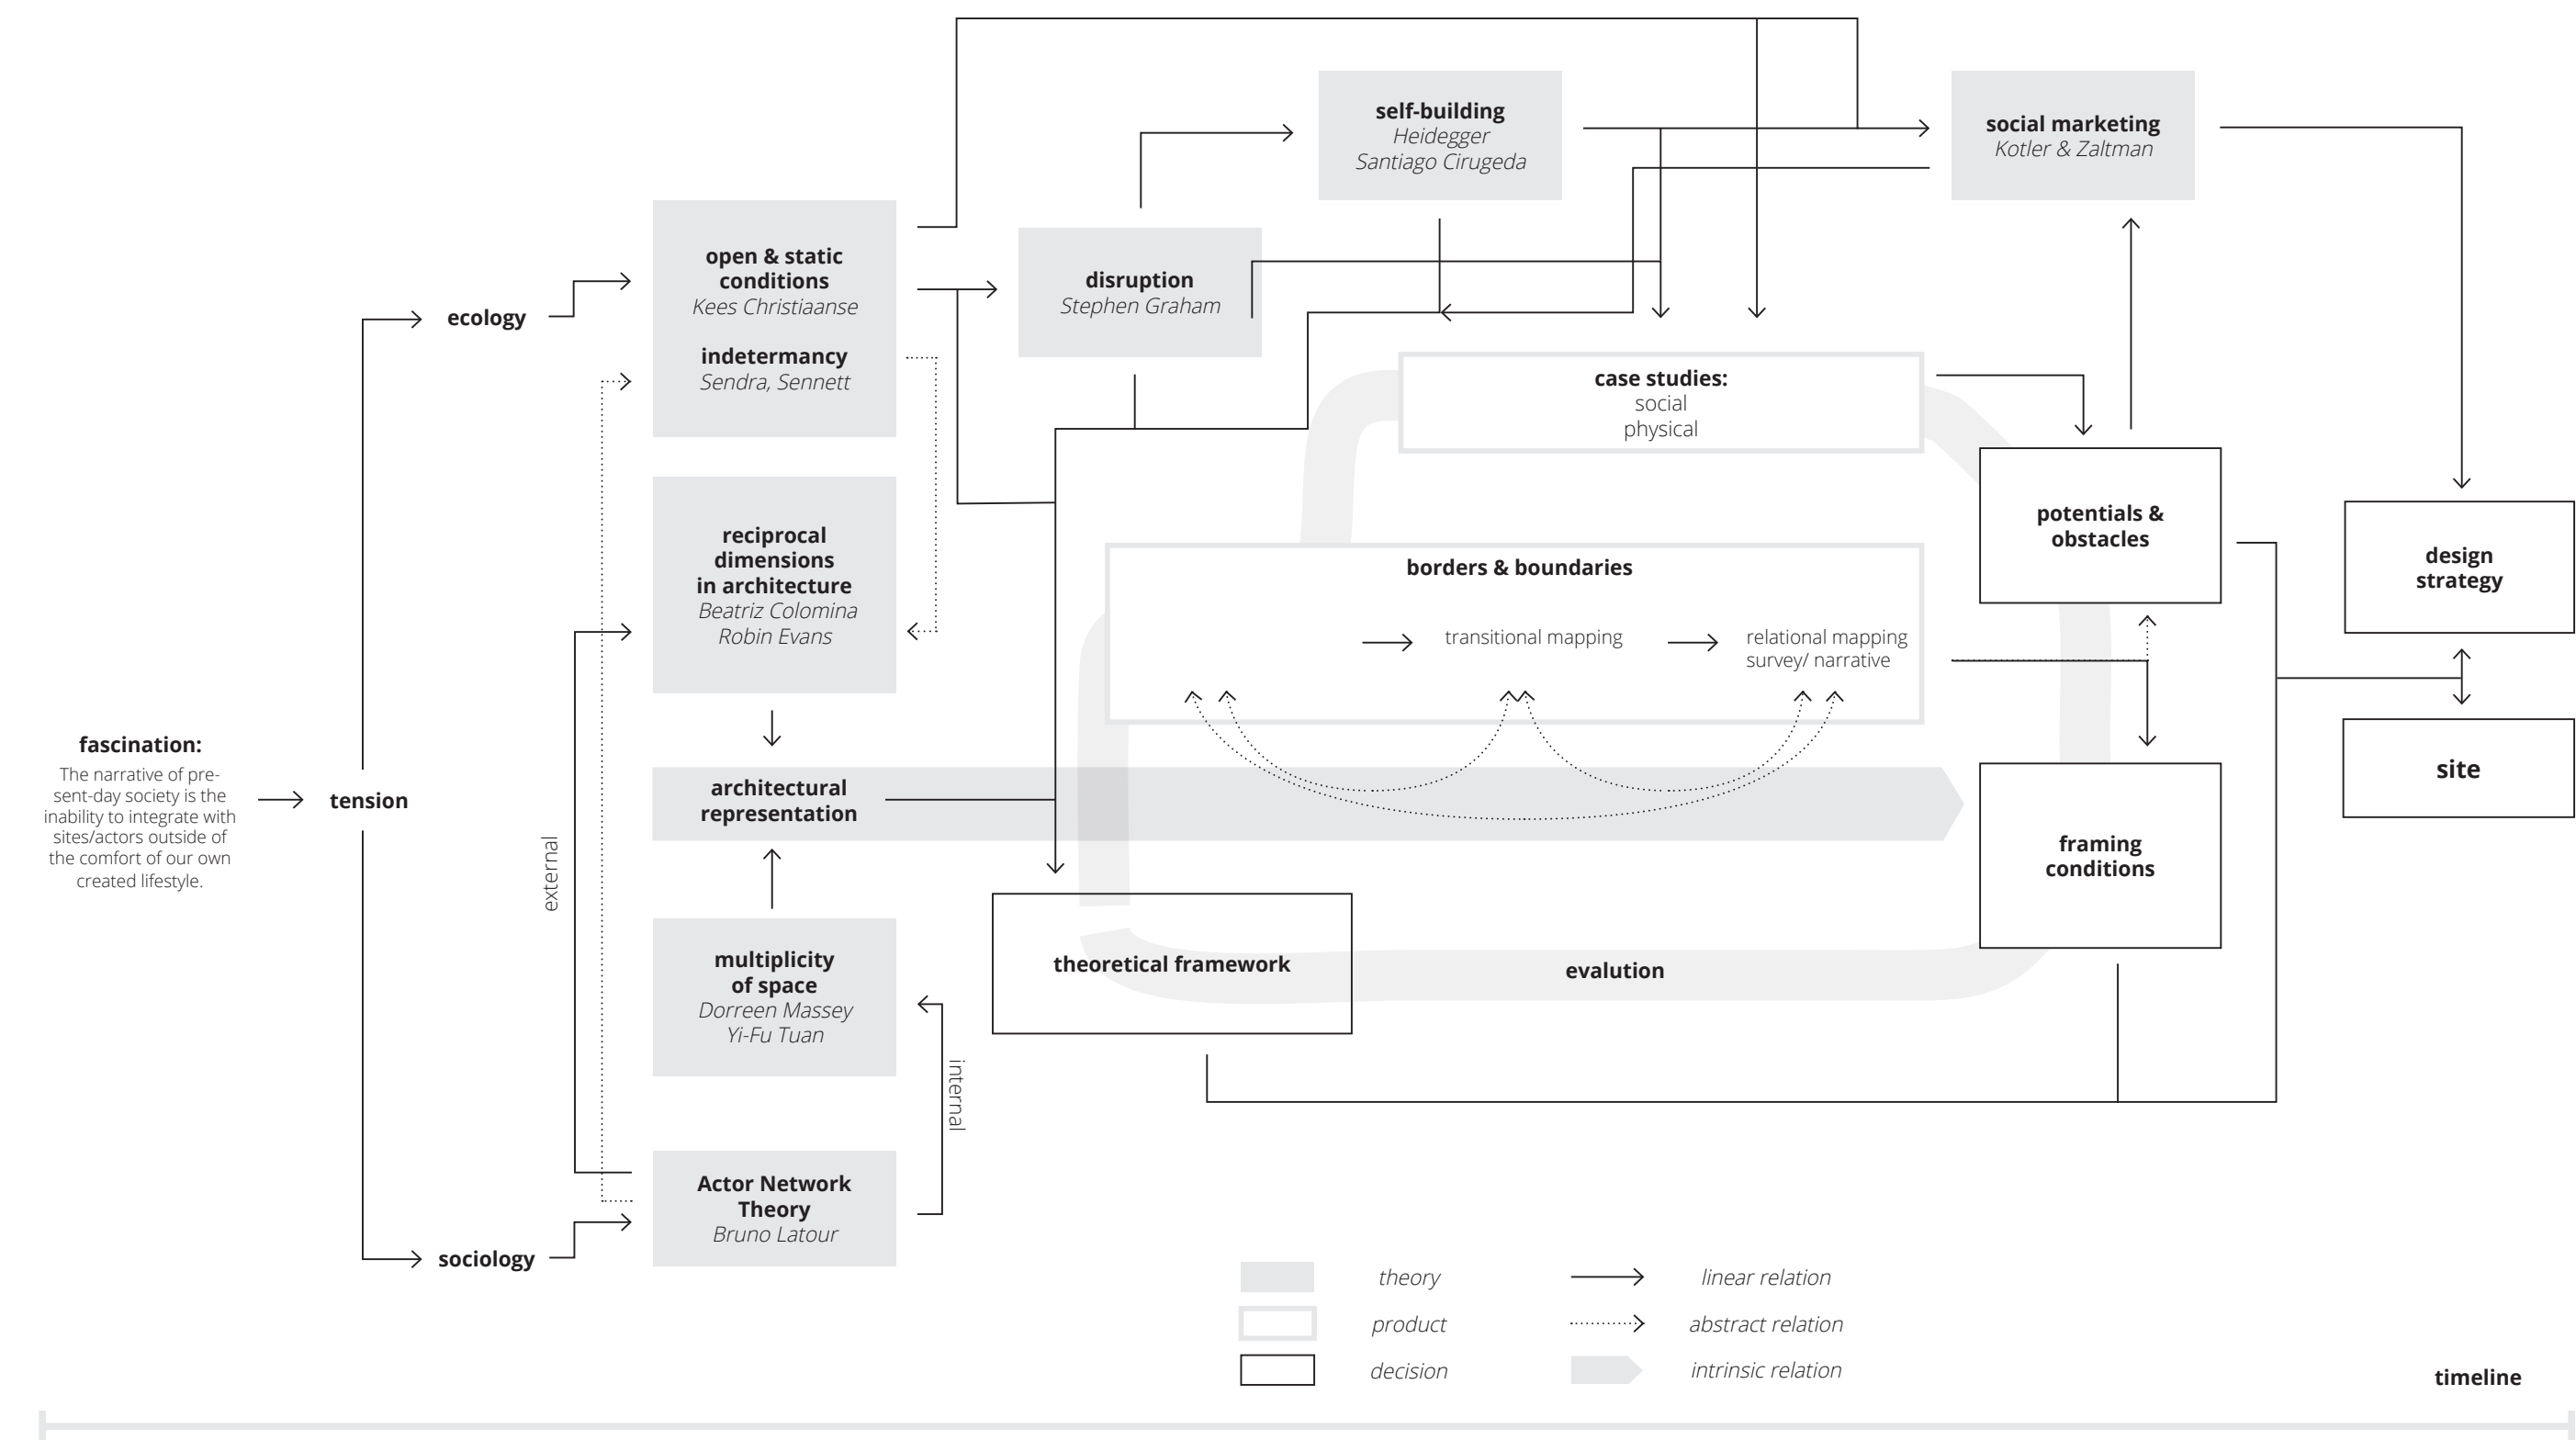 fascination:
The narrative of pre-
sent-day society is the
inability to integrate with
sites/actors outside of
the comfort of our own
created lifestyle.
tension
ecology
sociology
external
internal
open & static
conditions
Kees Christiaanse
indetermancy
Sendra, Sennett
reciprocal
dimensions
in architecture
Beatriz Colomina
Robin Evans
architectural
representation
multiplicity
of space
Dorreen Massey
Yi-Fu Tuan
Actor Network
Theory
Bruno Latour
disruption
Stephen Graham
self-building
Heidegger
Santiago Cirugeda
social marketing
Kotler & Zaltman
case studies:
social
physical
borders & boundaries
transitional mapping
relational mapping
survey/ narrative
theoretical framework
evalution
potentials &
obstacles
framing
conditions
design
strategy
site
theory
product
decision
linear relation
abstract relation
intrinsic relation
timeline